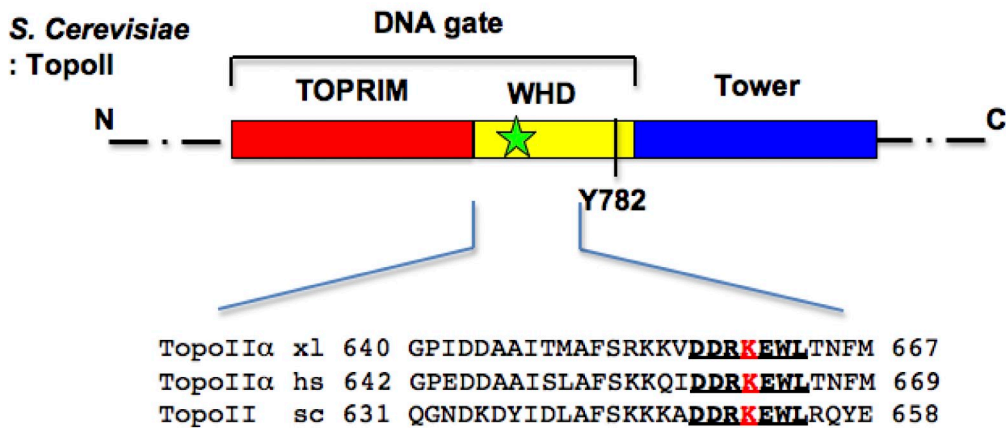 S. Cerevisiae
: TopoII
DNA gate
TOPRIM WHD Tower
N C
Y782
TopoIIα xl 640 GPIDDAAITMAFSRKKVDDRKEWLTNFM 667
TopoIIα hs 642 GPEDDAAISLAFSKKQIDDRKEWLTNFM 669
TopoII sc 631 QGNDKDYIDLAFSKKKADDRKEWLRQYE 658